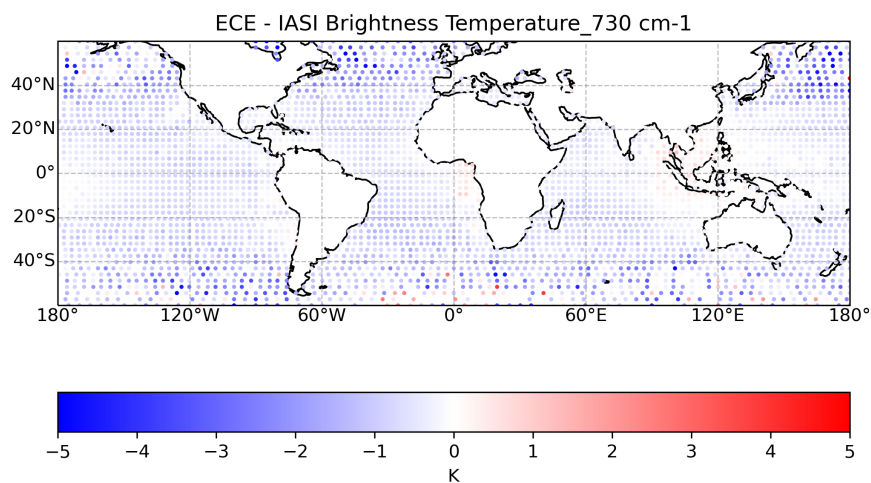 ECE - IASI Brightness Temperature_730 cm-1
40°N
20°N
0°
20°S
40°S
180° 120°W 60°W 0° 60°E 120°E 180°
−5 −4 −3 −2 −1 0 1 2 3 4 5
K